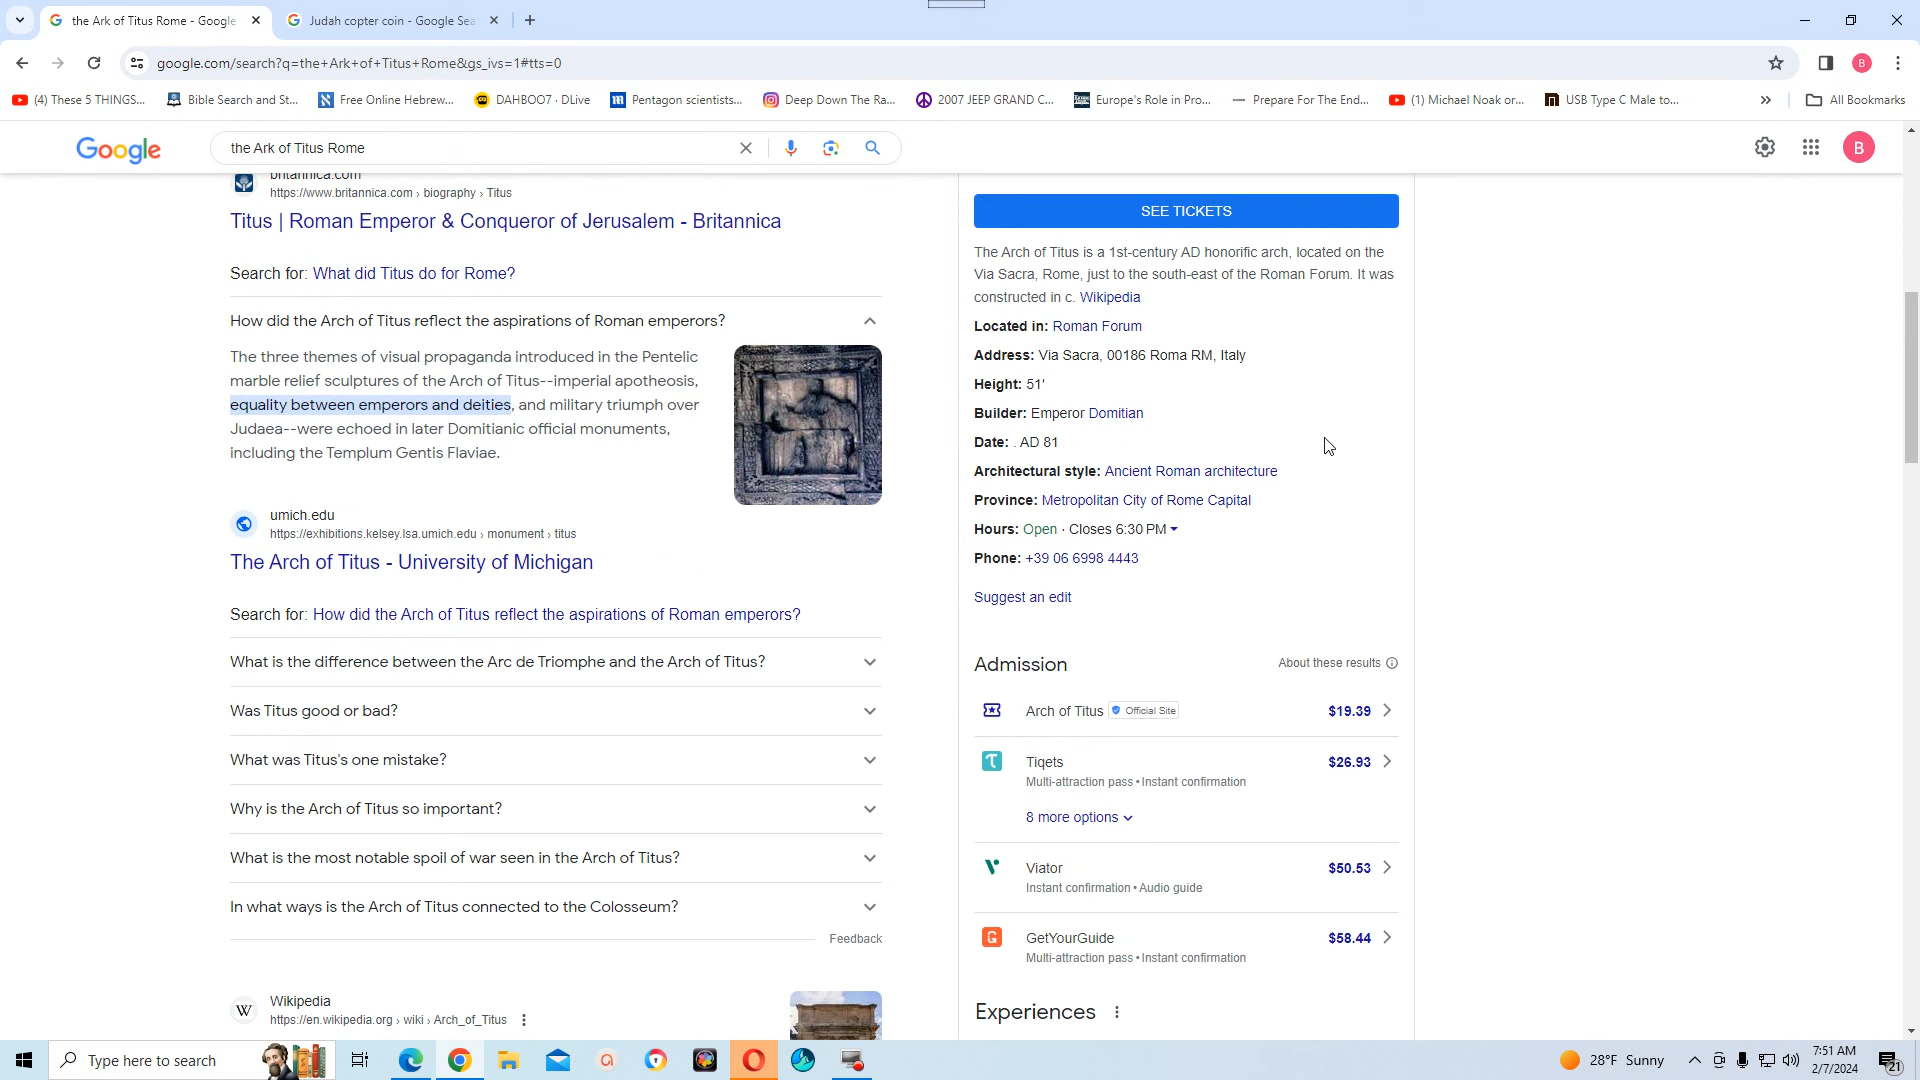 the Ark of Titus Rome - Google
Judah copter coin - Google Sea
google.com/search?q=the+Ark+of+Titus+Rome&gs_ivs=1#tts=0
B
(4) These 5 THINGS...
Bible Search and St...
Free Online Hebrew...
DAHBOO7 · DLive
Pentagon scientists...
Deep Down The Ra...
2007 JEEP GRAND C...
Europe's Role in Pro...
Prepare For The End...
(1) Michael Noak or...
USB Type C Male to...
»
All Bookmarks
Google
the Ark of Titus Rome
B
britannica.com
https://www.britannica.com › biography › Titus
Titus | Roman Emperor & Conqueror of Jerusalem - Britannica
Search for: What did Titus do for Rome?
How did the Arch of Titus reflect the aspirations of Roman emperors?
The three themes of visual propaganda introduced in the Pentelic
marble relief sculptures of the Arch of Titus--imperial apotheosis,
equality between emperors and deities, and military triumph over
Judaea--were echoed in later Domitianic official monuments,
including the Templum Gentis Flaviae.
umich.edu
https://exhibitions.kelsey.lsa.umich.edu › monument › titus
The Arch of Titus - University of Michigan
Search for: How did the Arch of Titus reflect the aspirations of Roman emperors?
What is the difference between the Arc de Triomphe and the Arch of Titus?
Was Titus good or bad?
What was Titus's one mistake?
Why is the Arch of Titus so important?
What is the most notable spoil of war seen in the Arch of Titus?
In what ways is the Arch of Titus connected to the Colosseum?
Feedback
W
Wikipedia
https://en.wikipedia.org › wiki › Arch_of_Titus
SEE TICKETS
The Arch of Titus is a 1st-century AD honorific arch, located on the
Via Sacra, Rome, just to the south-east of the Roman Forum. It was
constructed in c. Wikipedia
Located in: Roman Forum
Address: Via Sacra, 00186 Roma RM, Italy
Height: 51′
Builder: Emperor Domitian
Date: . AD 81
Architectural style: Ancient Roman architecture
Province: Metropolitan City of Rome Capital
Hours: Open · Closes 6:30 PM
Phone: +39 06 6998 4443
Suggest an edit
Admission
About these results
Arch of Titus Official Site $19.39
Tiqets $26.93
Multi-attraction pass • Instant confirmation
8 more options
Viator $50.53
Instant confirmation • Audio guide
GetYourGuide $58.44
Multi-attraction pass • Instant confirmation
Experiences
Type here to search
28°F Sunny
7:51 AM
2/7/2024
21